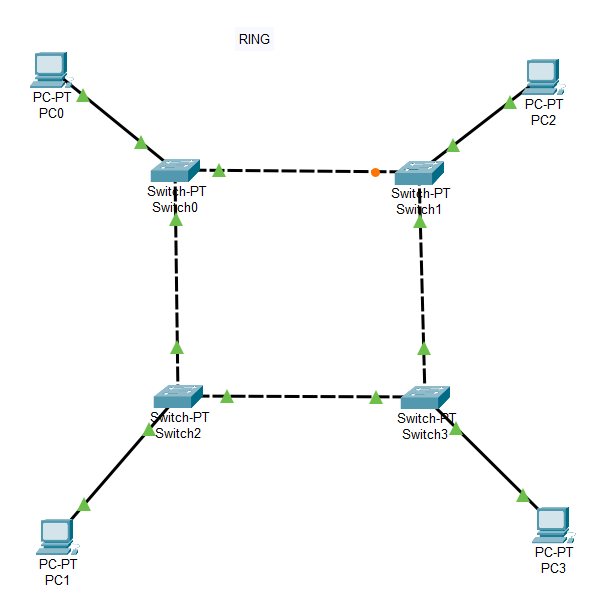 RING
PC-PT
PC0
PC-PT
PC2
Switch-PT
Switch0
Switch-PT
Switch1
Switch-PT
Switch2
Switch-PT
Switch3
PC-PT
PC1
PC-PT
PC3